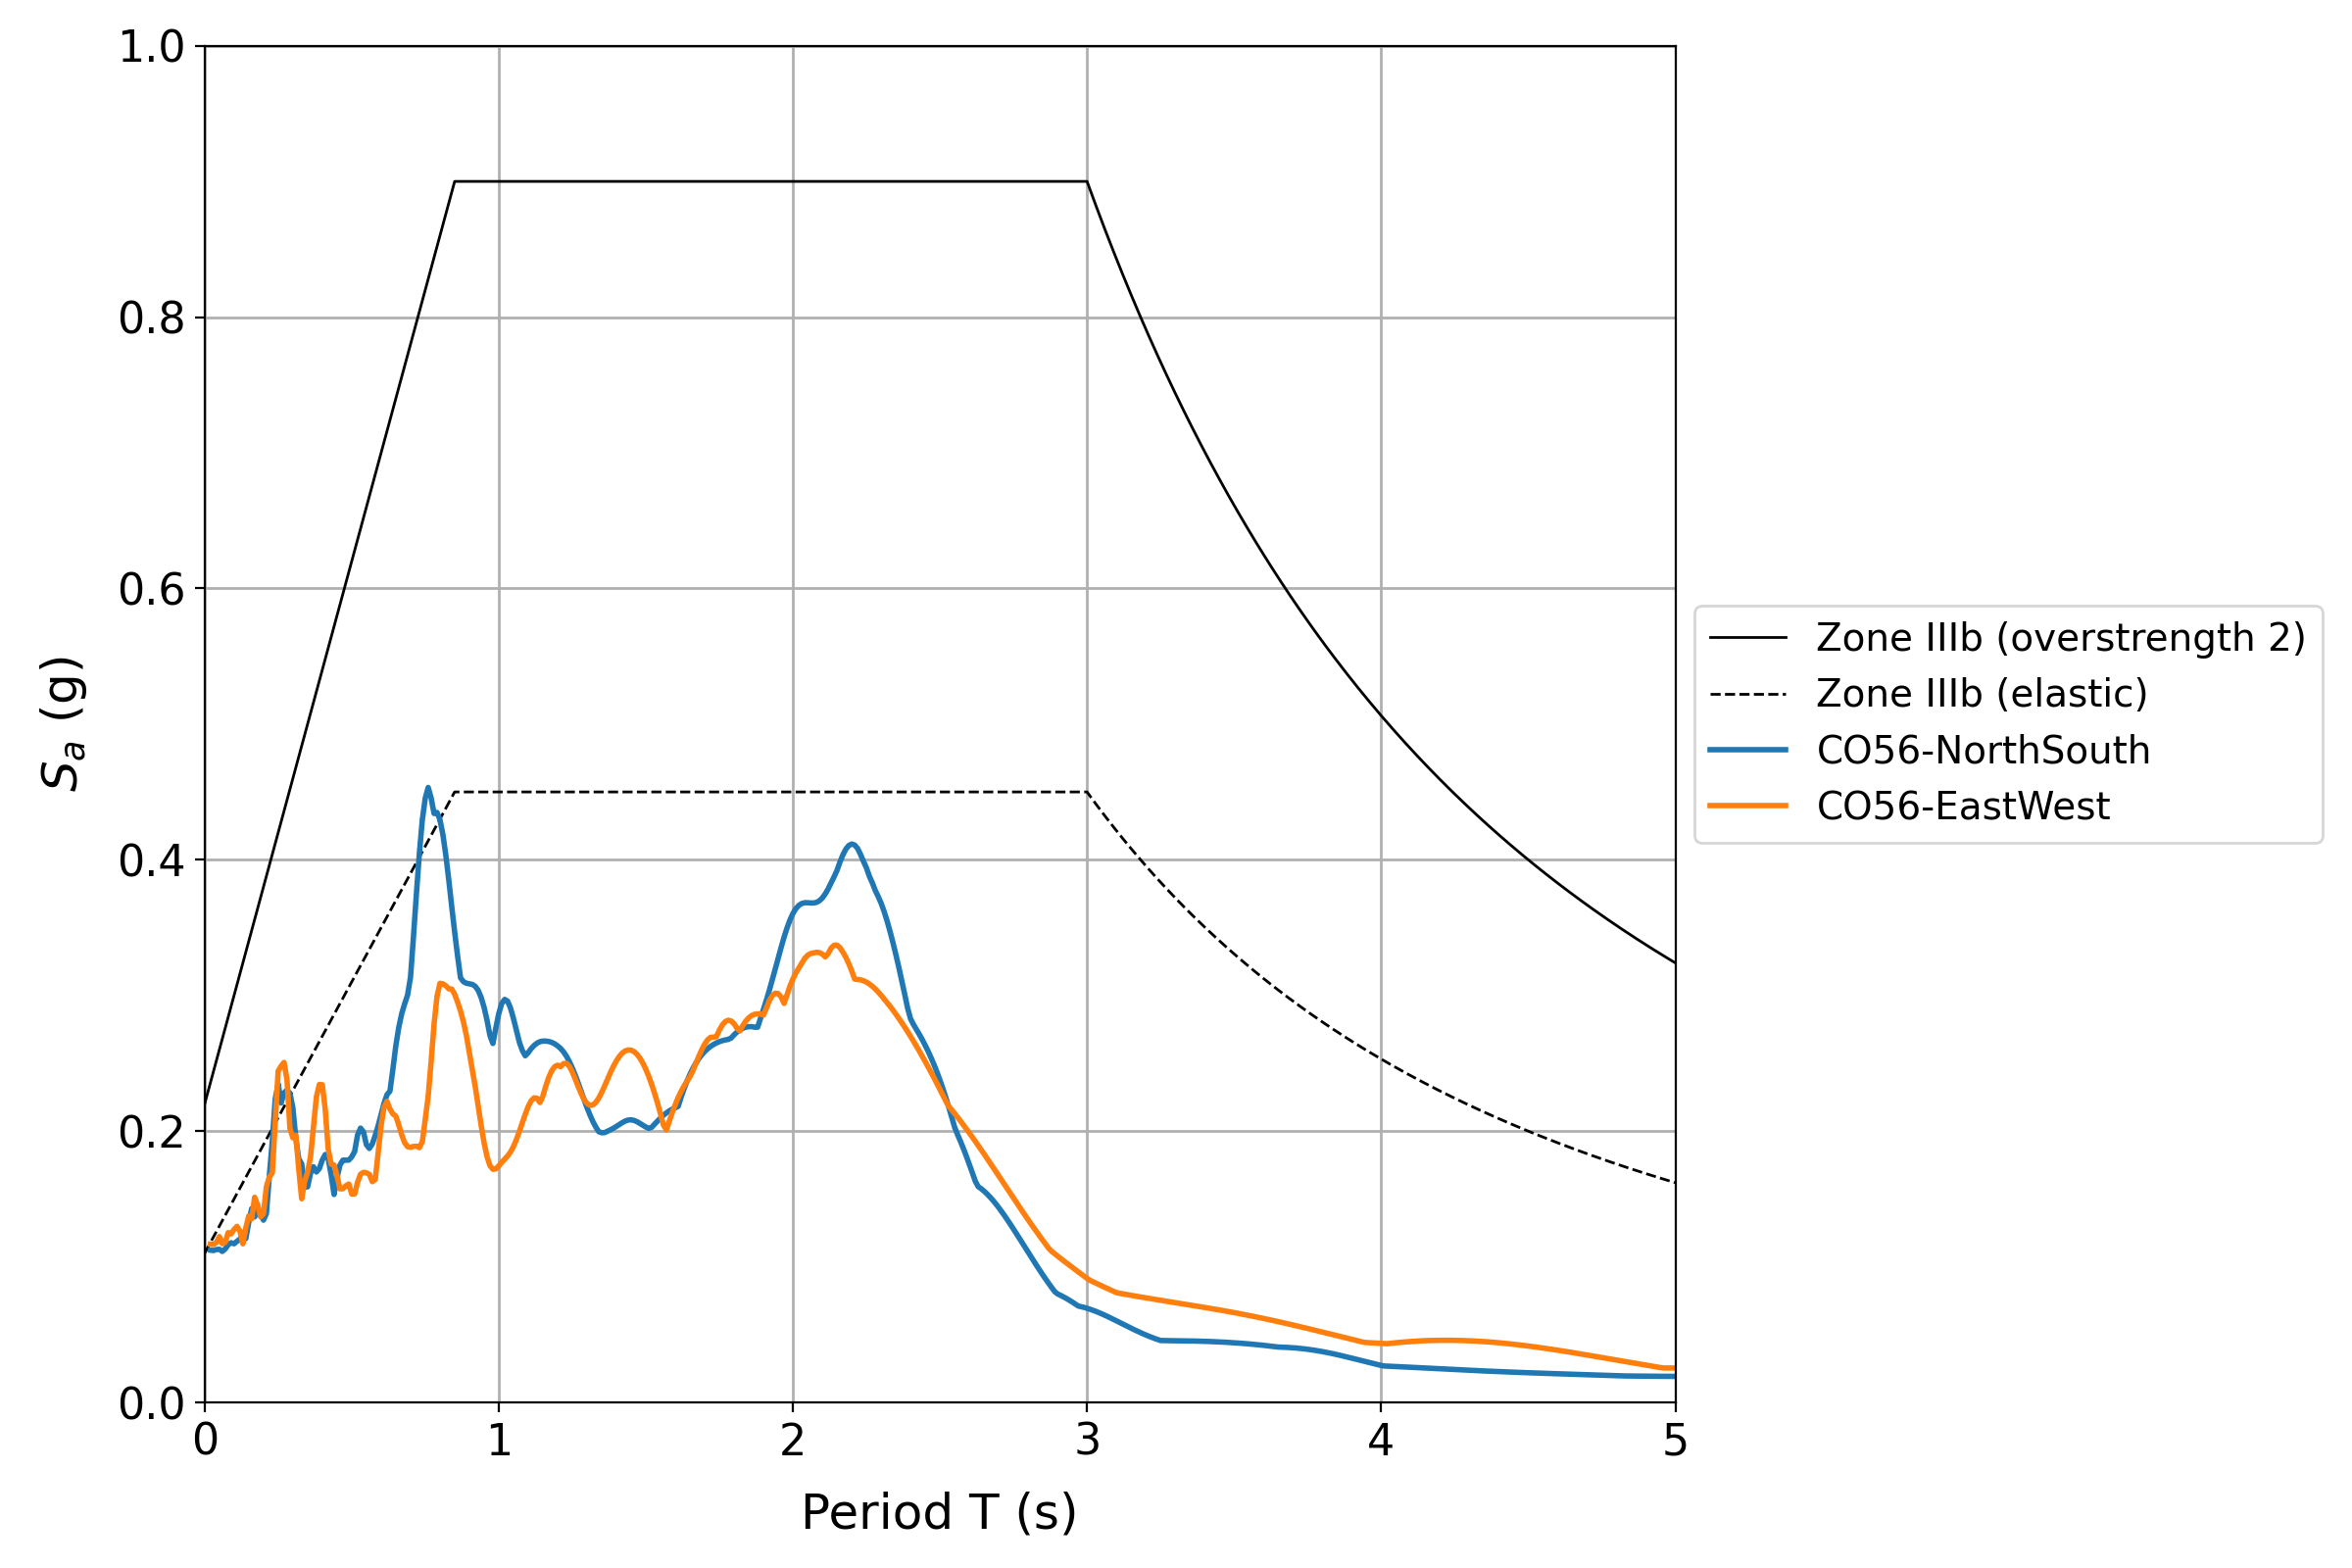 1.0
0.8
0.6
0.4
0.2
0.0
Sa (g)
0 1 2 3 4 5
Period T (s)
Zone IIIb (overstrength 2)
Zone IIIb (elastic)
CO56-NorthSouth
CO56-EastWest